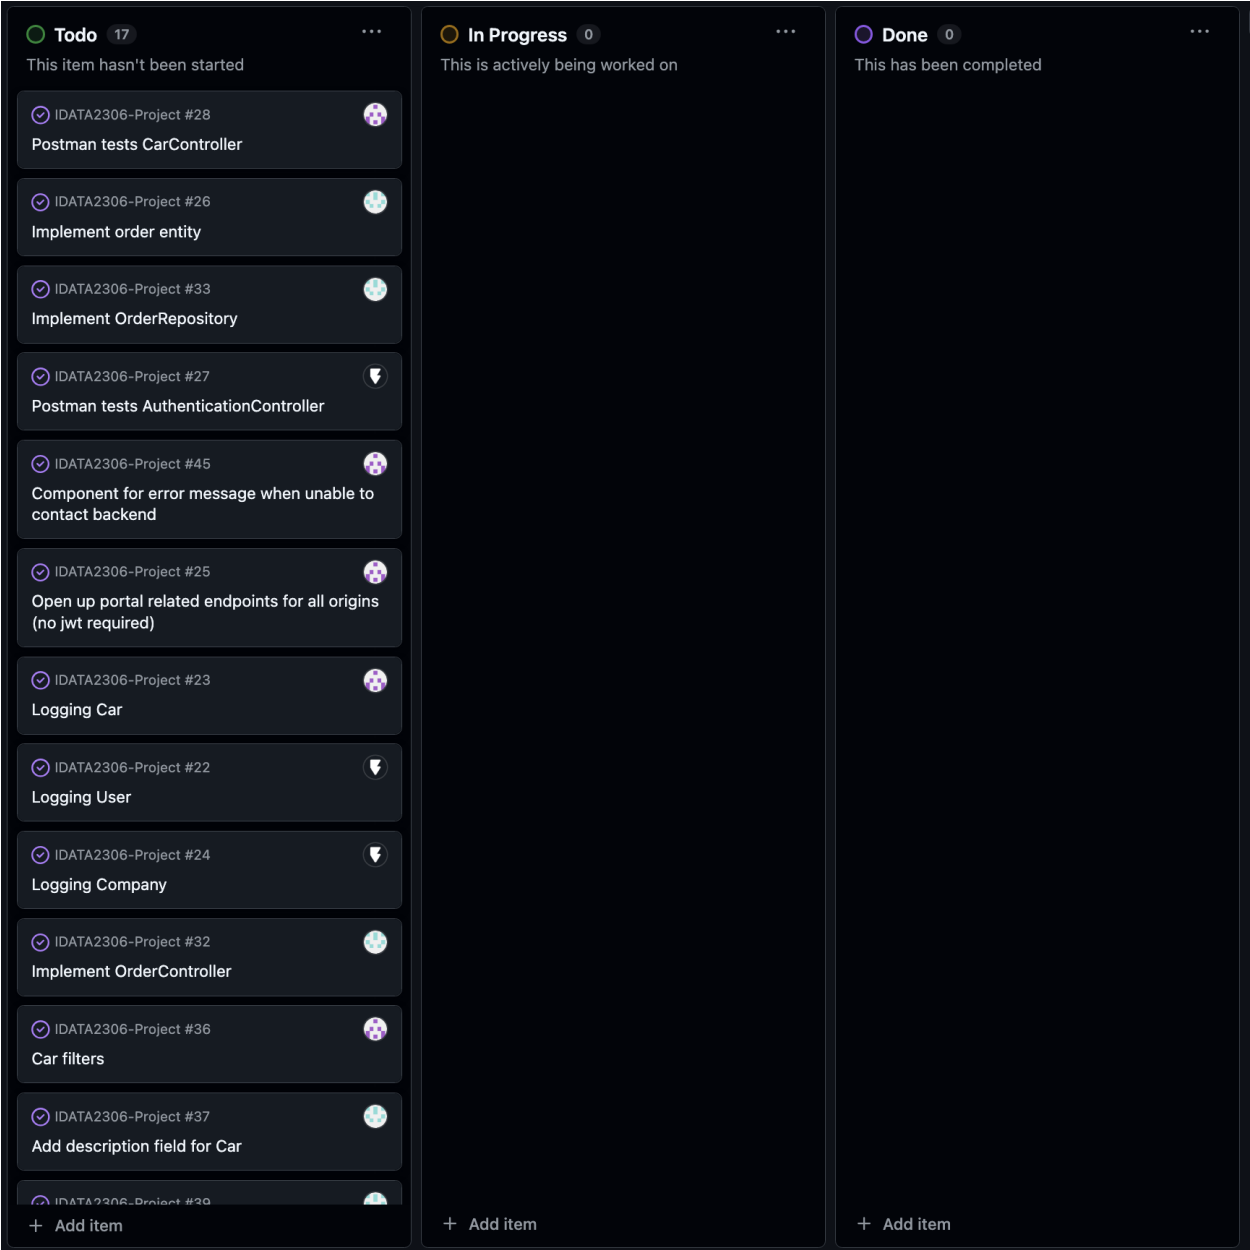 Todo 17
This item hasn't been started
IDATA2306-Project #28
Postman tests CarController
IDATA2306-Project #26
Implement order entity
IDATA2306-Project #33
Implement OrderRepository
IDATA2306-Project #27
Postman tests AuthenticationController
IDATA2306-Project #45
Component for error message when unable to
contact backend
IDATA2306-Project #25
Open up portal related endpoints for all origins
(no jwt required)
IDATA2306-Project #23
Logging Car
IDATA2306-Project #22
Logging User
IDATA2306-Project #24
Logging Company
IDATA2306-Project #32
Implement OrderController
IDATA2306-Project #36
Car filters
IDATA2306-Project #37
Add description field for Car
IDATA2306-Project #39
+ Add item
In Progress 0
This is actively being worked on
+ Add item
Done 0
This has been completed
+ Add item